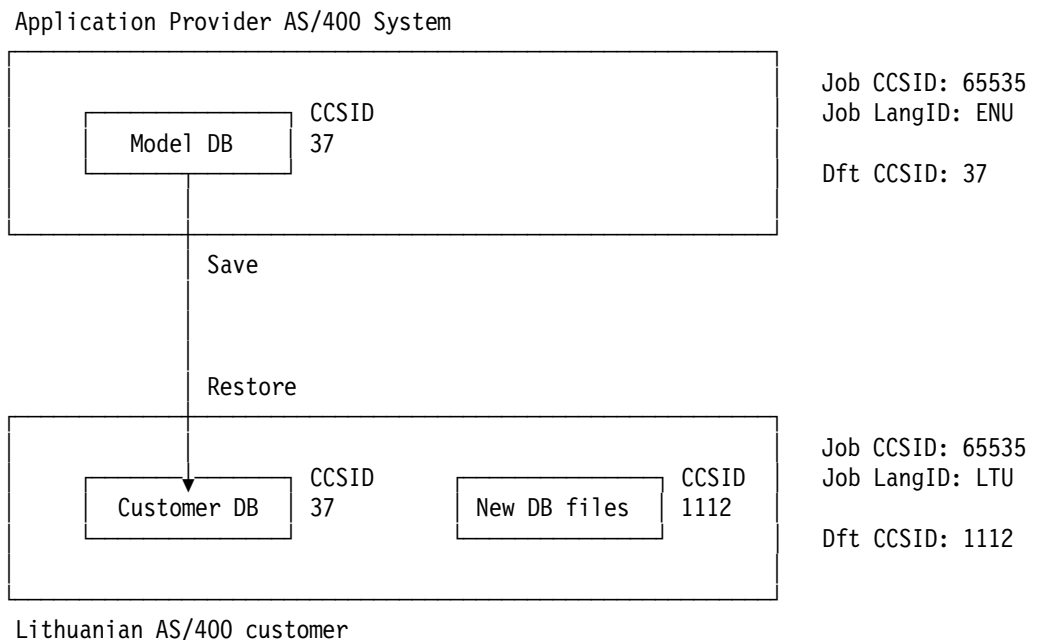 Application Provider AS/400 System
Job CCSID: 65535
CCSID Job LangID: ENU
Model DB 37
Dft CCSID: 37
Save
Restore
Job CCSID: 65535
CCSID CCSID Job LangID: LTU
Customer DB 37 New DB files 1112
Dft CCSID: 1112
Lithuanian AS/400 customer